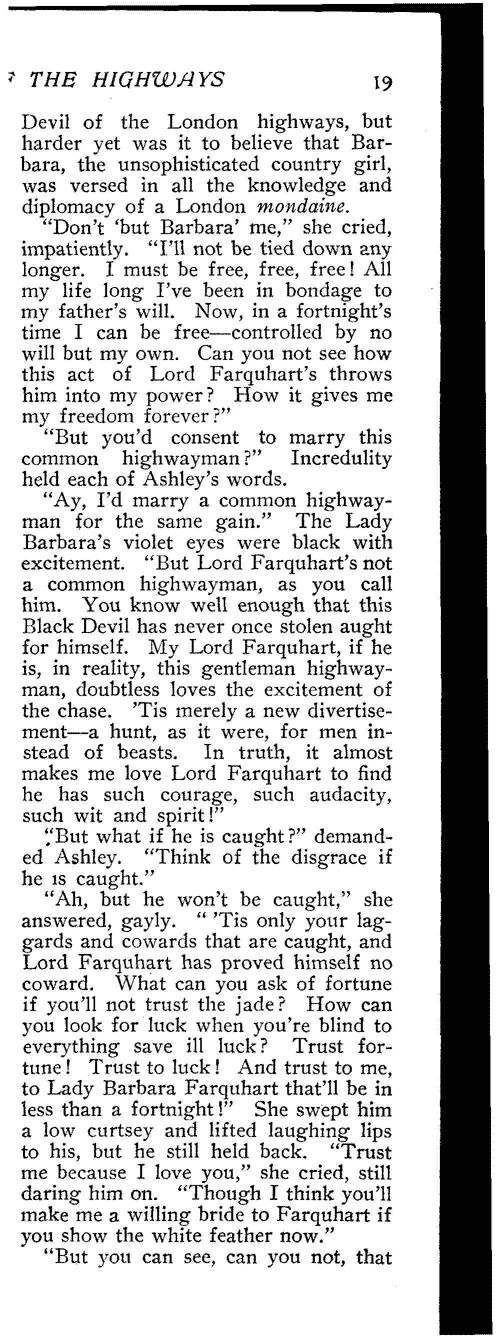 THE HIGHWAYS 19
Devil of the London highways, but
harder yet was it to believe that Bar-
bara, the unsophisticated country girl,
was versed in all the knowledge and
diplomacy of a London mondaine.
"Don't 'but Barbara' me," she cried,
impatiently. "I'll not be tied down any
longer. I must be free, free, free! All
my life long I've been in bondage to
my father's will. Now, in a fortnight's
time I can be free—controlled by no
will but my own. Can you not see how
this act of Lord Farquhart's throws
him into my power? How it gives me
my freedom forever?"
"But you'd consent to marry this
common highwayman?" Incredulity
held each of Ashley's words.
"Ay, I'd marry a common highway-
man for the same gain." The Lady
Barbara's violet eyes were black with
excitement. "But Lord Farquhart's not
a common highwayman, as you call
him. You know well enough that this
Black Devil has never once stolen aught
for himself. My Lord Farquhart, if he
is, in reality, this gentleman highway-
man, doubtless loves the excitement of
the chase. 'Tis merely a new divertise-
ment—a hunt, as it were, for men in-
stead of beasts. In truth, it almost
makes me love Lord Farquhart to find
he has such courage, such audacity,
such wit and spirit!"
"But what if he is caught?" demand-
ed Ashley. "Think of the disgrace if
he is caught."
"Ah, but he won't be caught," she
answered, gayly. " 'Tis only your lag-
gards and cowards that are caught, and
Lord Farquhart has proved himself no
coward. What can you ask of fortune
if you'll not trust the jade? How can
you look for luck when you're blind to
everything save ill luck? Trust for-
tune! Trust to luck! And trust to me,
to Lady Barbara Farquhart that'll be in
less than a fortnight!" She swept him
a low curtsey and lifted laughing lips
to his, but he still held back. "Trust
me because I love you," she cried, still
daring him on. "Though I think you'll
make me a willing bride to Farquhart if
you show the white feather now."
"But you can see, can you not, that